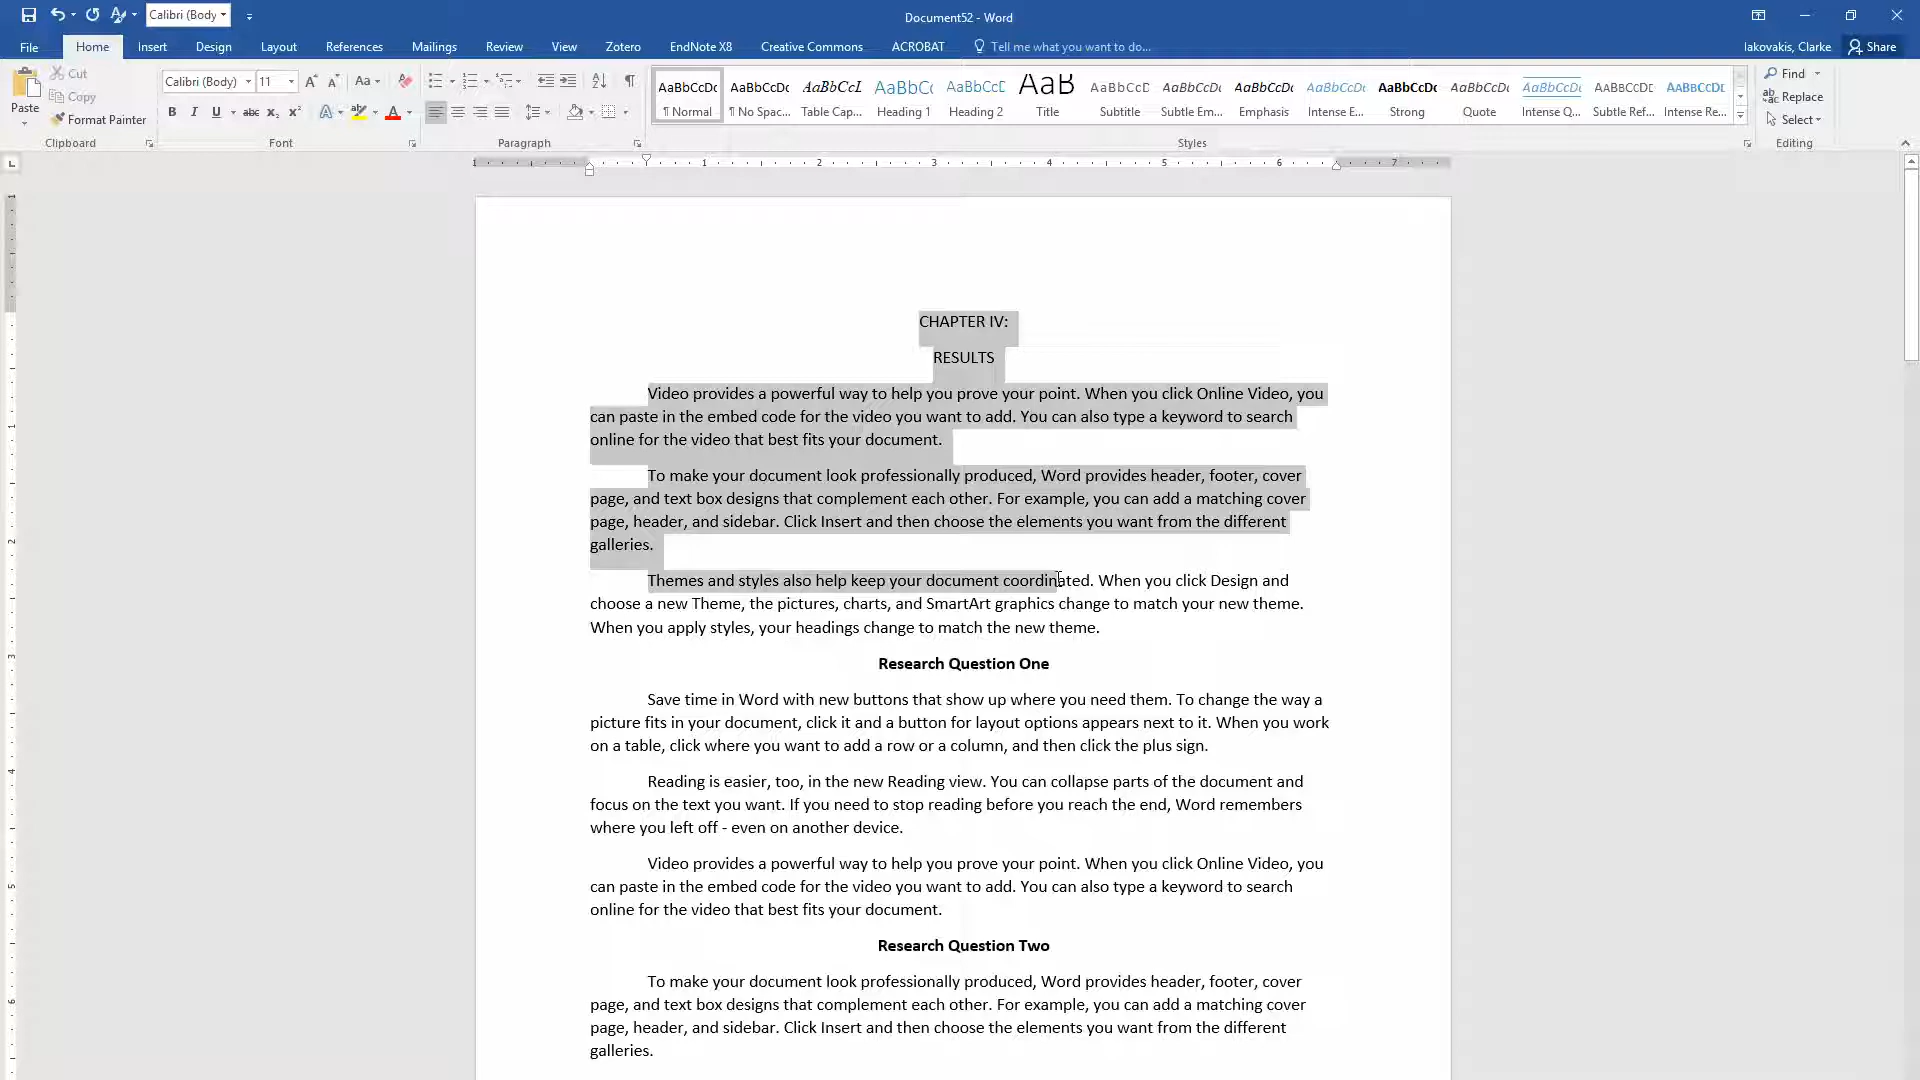 Calibri (Body
Document52 - Word
File Home Insert Design Layout References Mailings Review View Zotero EndNote X8 Creative Commons ACROBAT Tell me what you want to do... Iakovakis, Clarke Share
Paste
Cut
Copy
Format Painter
Clipboard
Calibri (Body) 11
Font
Paragraph
AaBbCcDc AaBbCcDc AaBbCcL AaBbC AaBbCcD AaB AaBbCcD AaBbCcDc AaBbCcDc AaBbCcDc AaBbCcDc AaBbCcDc AaBbCcDc AaBbCcDc AaBbCcDc
¶ Normal ¶ No Spac... Table Cap... Heading 1 Heading 2 Title Subtitle Subtle Em... Emphasis Intense E... Strong Quote Intense Q... Subtle Ref... Intense Re...
Styles
Find
Replace
Select
Editing
1 1 2 3 4 5 6 7
CHAPTER IV:
RESULTS
Video provides a powerful way to help you prove your point. When you click Online Video, you
can paste in the embed code for the video you want to add. You can also type a keyword to search
online for the video that best fits your document.
To make your document look professionally produced, Word provides header, footer, cover
page, and text box designs that complement each other. For example, you can add a matching cover
page, header, and sidebar. Click Insert and then choose the elements you want from the different
galleries.
Themes and styles also help keep your document coordinated. When you click Design and
choose a new Theme, the pictures, charts, and SmartArt graphics change to match your new theme.
When you apply styles, your headings change to match the new theme.
Research Question One
Save time in Word with new buttons that show up where you need them. To change the way a
picture fits in your document, click it and a button for layout options appears next to it. When you work
on a table, click where you want to add a row or a column, and then click the plus sign.
Reading is easier, too, in the new Reading view. You can collapse parts of the document and
focus on the text you want. If you need to stop reading before you reach the end, Word remembers
where you left off - even on another device.
Video provides a powerful way to help you prove your point. When you click Online Video, you
can paste in the embed code for the video you want to add. You can also type a keyword to search
online for the video that best fits your document.
Research Question Two
To make your document look professionally produced, Word provides header, footer, cover
page, and text box designs that complement each other. For example, you can add a matching cover
page, header, and sidebar. Click Insert and then choose the elements you want from the different
galleries.